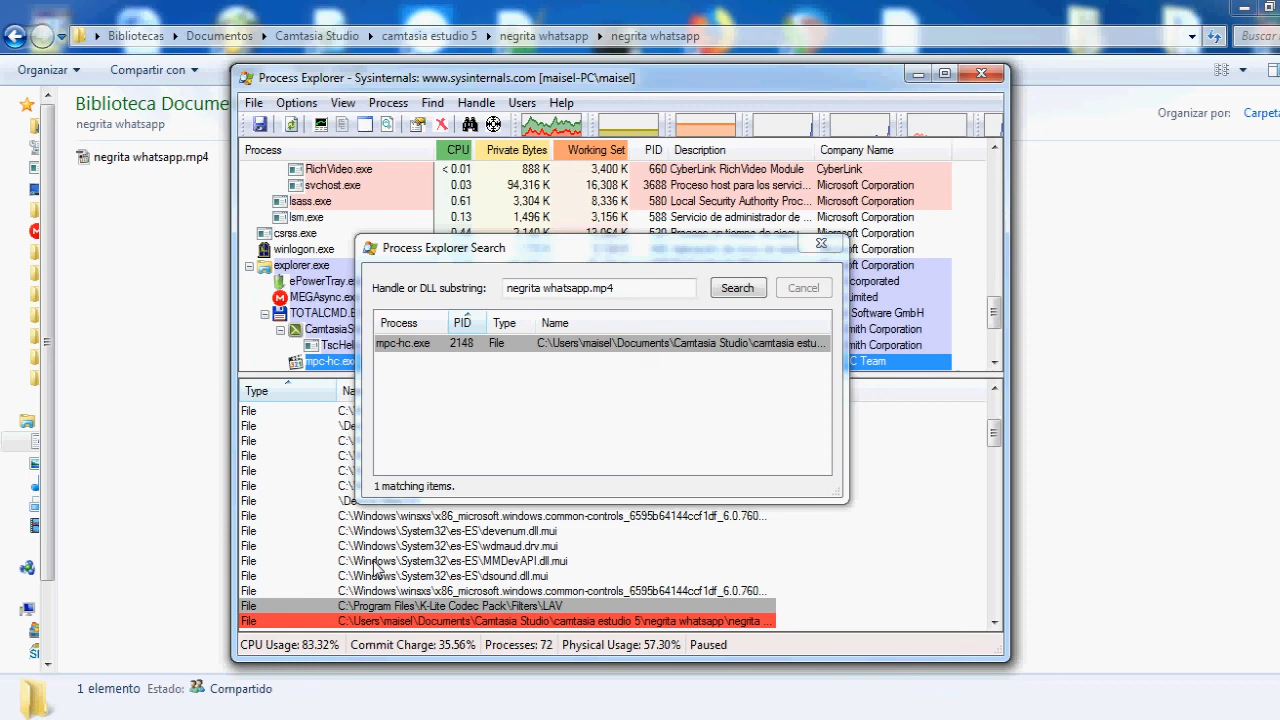 Bibliotecas Documentos Camtasia Studio camtasia estudio 5 negrita whatsapp negrita whatsapp
Buscar
Organizar Compartir con
Biblioteca Docume
negrita whatsapp
Organizar por: Carpeta
negrita whatsapp.mp4
Process Explorer - Sysinternals: www.sysinternals.com [maisel-PC\maisel]
File Options View Process Find Handle Users Help
Process CPU Private Bytes Working Set PID Description Company Name
RichVideo.exe < 0.01 888 K 3,400 K 660 CyberLink RichVideo Module CyberLink
svchost.exe 0.03 94,316 K 16,308 K 3688 Proceso host para los servici... Microsoft Corporation
lsass.exe 0.61 3,304 K 8,336 K 580 Local Security Authority Proc... Microsoft Corporation
lsm.exe 0.13 1,496 K 3,156 K 588 Servicio de administrador de ... Microsoft Corporation
csrss.exe Microsoft Corporation
winlogon.exe Microsoft Corporation
explorer.exe Microsoft Corporation
ePowerTray.ex corporated
MEGAsync.ex Limited
TOTALCMD.E Software GmbH
CamtasiaS mith Corporation
TscHel mith Corporation
mpc-hc.ex C Team
Process Explorer Search
Handle or DLL substring: negrita whatsapp.mp4 Search Cancel
Process PID Type Name
mpc-hc.exe 2148 File C:\Users\maisel\Documents\Camtasia Studio\camtasia estu...
1 matching items.
Type Na
File C:\
File \De
File C:\
File C:\
File C:\
File C:\
File \De
File C:\Windows\winsxs\x86_microsoft.windows.common-controls_6595b64144ccf1df_6.0.760...
File C:\Windows\System32\es-ES\devenum.dll.mui
File C:\Windows\System32\es-ES\wdmaud.drv.mui
File C:\Windows\System32\es-ES\MMDevAPI.dll.mui
File C:\Windows\System32\es-ES\dsound.dll.mui
File C:\Windows\winsxs\x86_microsoft.windows.common-controls_6595b64144ccf1df_6.0.760...
File C:\Program Files\K-Lite Codec Pack\Filters\LAV
File C:\Users\maisel\Documents\Camtasia Studio\camtasia estudio 5\negrita whatsapp\negrita ...
CPU Usage: 83.32% Commit Charge: 35.56% Processes: 72 Physical Usage: 57.30% Paused
1 elemento Estado: Compartido